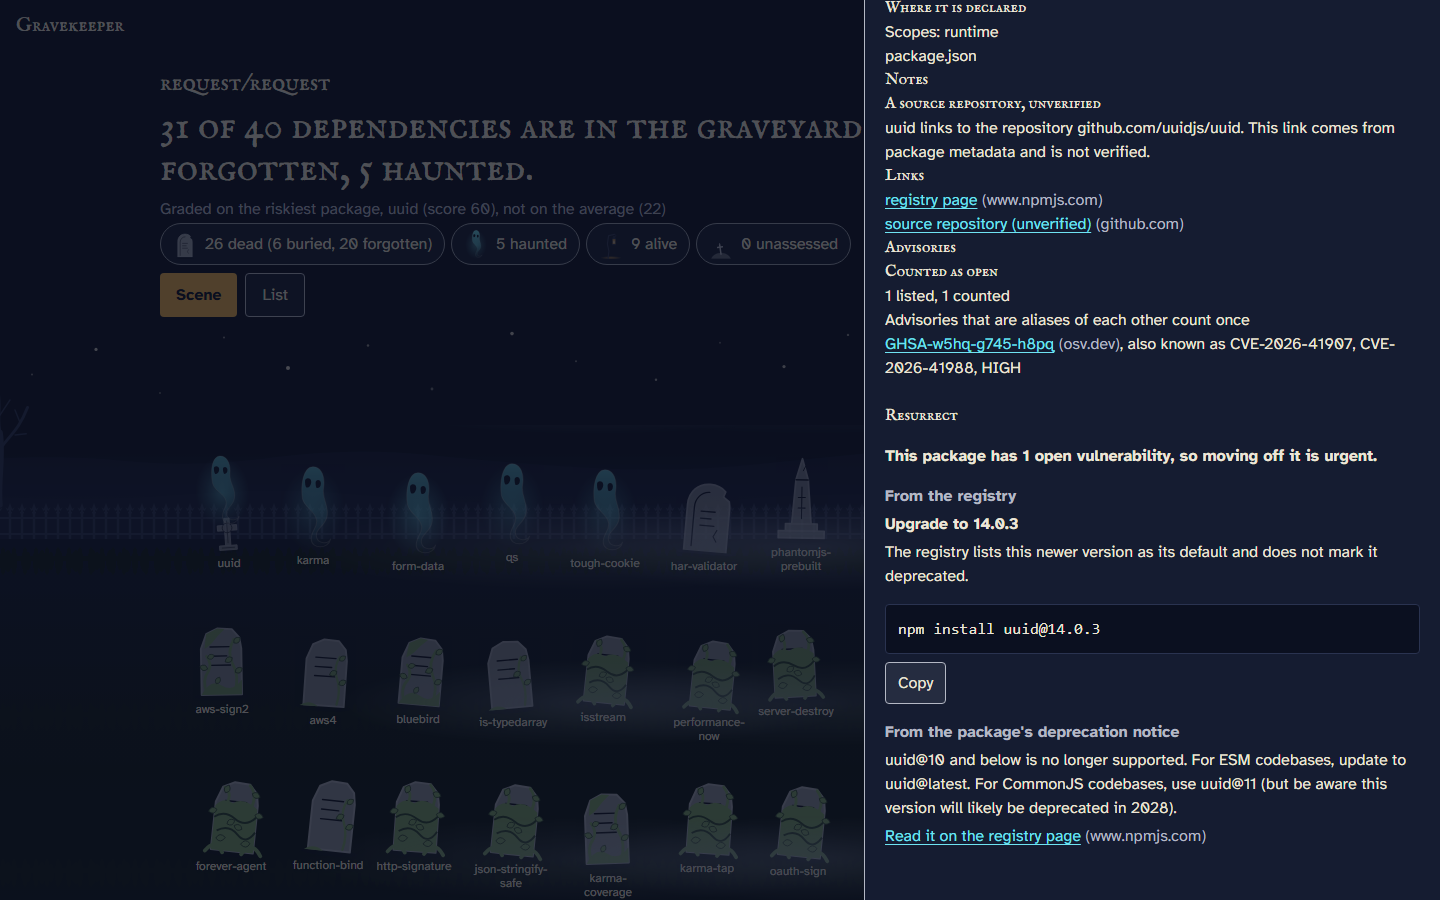 Gravekeeper
request/request
31 of 40 dependencies are in the graveyard
forgotten, 5 haunted.
Graded on the riskiest package, uuid (score 60), not on the average (22)
26 dead (6 buried, 20 forgotten)
5 haunted
9 alive
0 unassessed
Scene
List
uuid
karma
form-data
qs
tough-cookie
har-validator
phantomjs-
prebuilt
aws-sign2
aws4
bluebird
is-typedarray
isstream
performance-
now
server-destroy
forever-agent
function-bind
http-signature
json-stringify-
safe
karma-
coverage
karma-tap
oauth-sign
Where it is declared
Scopes: runtime
package.json
Notes
A source repository, unverified
uuid links to the repository github.com/uuidjs/uuid. This link comes from
package metadata and is not verified.
Links
registry page (www.npmjs.com)
source repository (unverified) (github.com)
Advisories
Counted as open
1 listed, 1 counted
Advisories that are aliases of each other count once
GHSA-w5hq-g745-h8pq (osv.dev), also known as CVE-2026-41907, CVE-
2026-41988, HIGH
Resurrect
This package has 1 open vulnerability, so moving off it is urgent.
From the registry
Upgrade to 14.0.3
The registry lists this newer version as its default and does not mark it
deprecated.
npm install uuid@14.0.3
Copy
From the package's deprecation notice
uuid@10 and below is no longer supported. For ESM codebases, update to
uuid@latest. For CommonJS codebases, use uuid@11 (but be aware this
version will likely be deprecated in 2028).
Read it on the registry page (www.npmjs.com)